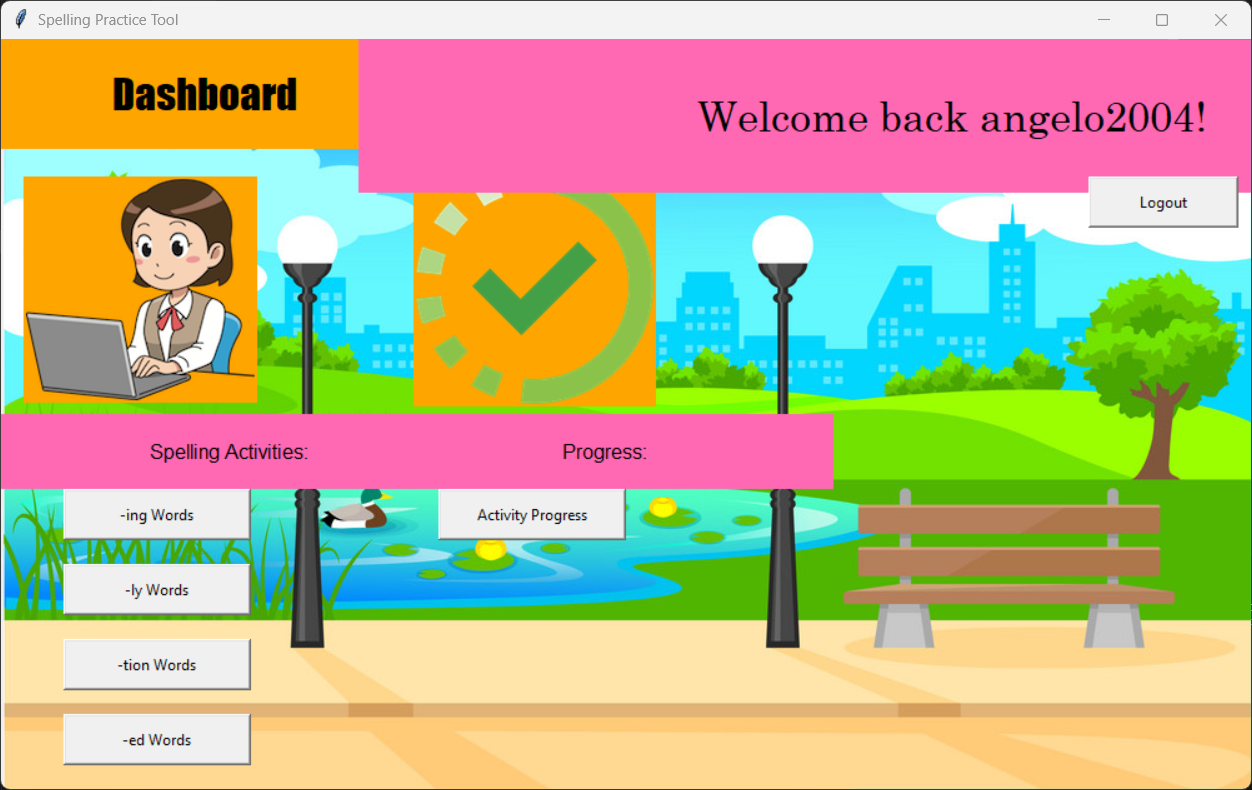 Spelling Practice Tool
Dashboard
Welcome back angelo2004!
Logout
Spelling Activities:
Progress:
-ing Words
Activity Progress
-ly Words
-tion Words
-ed Words